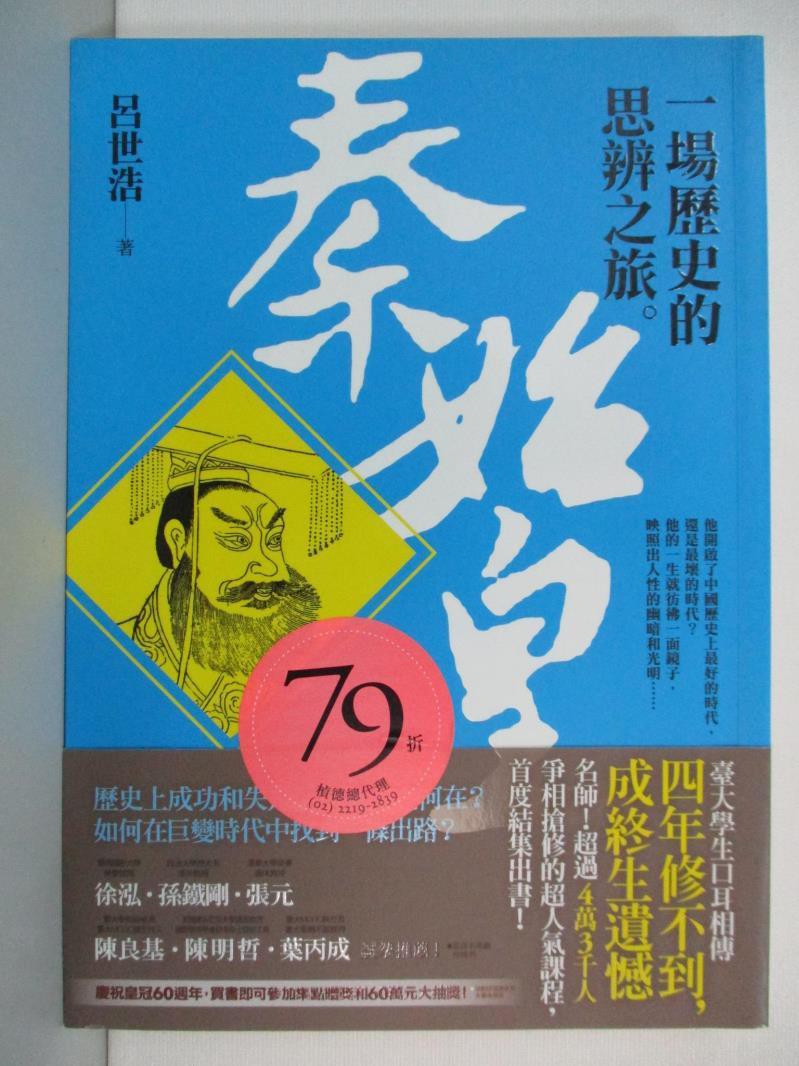 一場歷史的
思辨之旅。
秦始皇
呂世浩
著
他開啟了中國歷史上最好的時代、
還是最壞的時代?
他的一生就彷彿一面鏡子,
映照出人性的幽暗和光明……
79折
楨德總代理
(02) 2219-2839
臺大學生口耳相傳
四年修不到,
成終生遺憾
名師!超過4萬3千人
爭相搶修的超人氣課程,
首度結集出書!
歷史上成功和失 何在?
如何在巨變時代中找到一條出路?
徐泓・孫鐵剛・張元
陳良基・陳明哲・葉丙成 誠摯推薦!
慶祝皇冠60週年,買書即可參加集點贈獎和60萬元大抽獎!